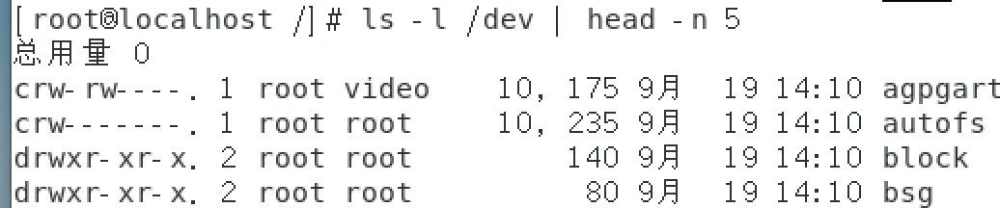 [root@localhost /]# ls -l /dev | head -n 5
总用量 0
crw-rw----. 1 root video 10, 175 9月 19 14:10 agpgart
crw-------. 1 root root 10, 235 9月 19 14:10 autofs
drwxr-xr-x. 2 root root 140 9月 19 14:10 block
drwxr-xr-x. 2 root root 80 9月 19 14:10 bsg